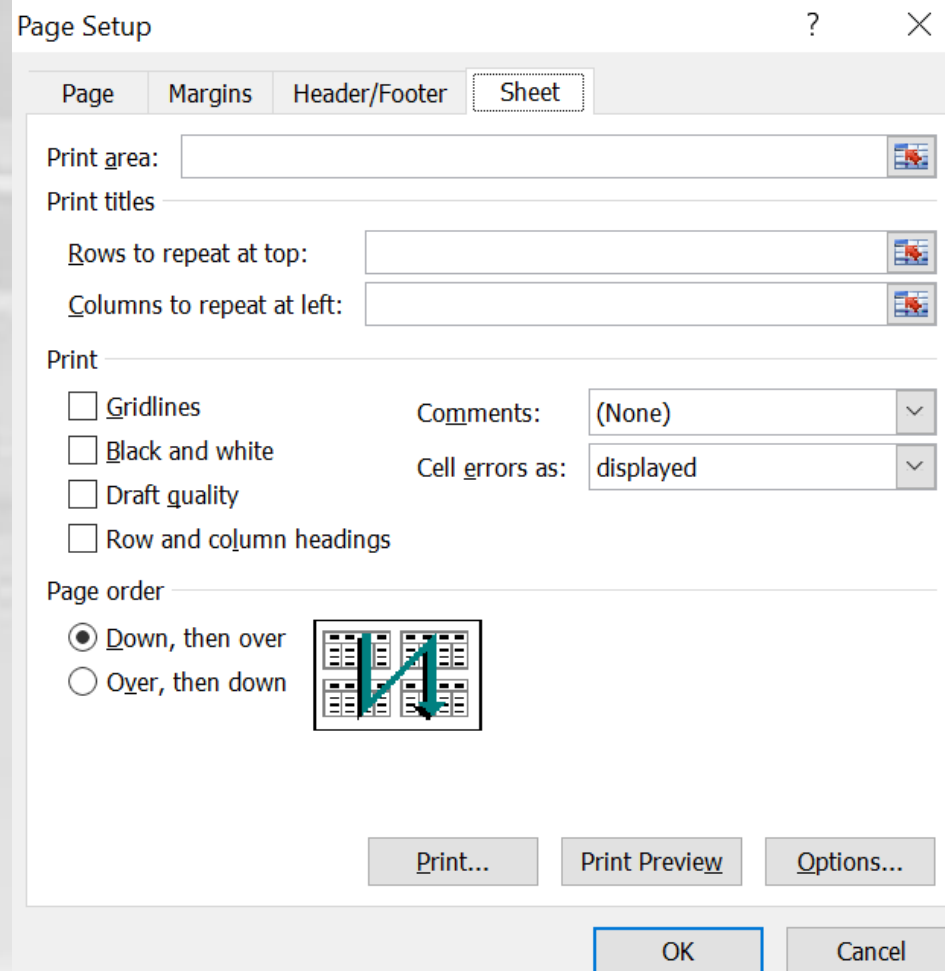 Page Setup ?
Page Margins Header/Footer Sheet
Print area:
Print titles
Rows to repeat at top:
Columns to repeat at left:
Print
Gridlines Comments: (None)
Black and white Cell errors as: displayed
Draft quality
Row and column headings
Page order
Down, then over
Over, then down
Print... Print Preview Options...
OK Cancel